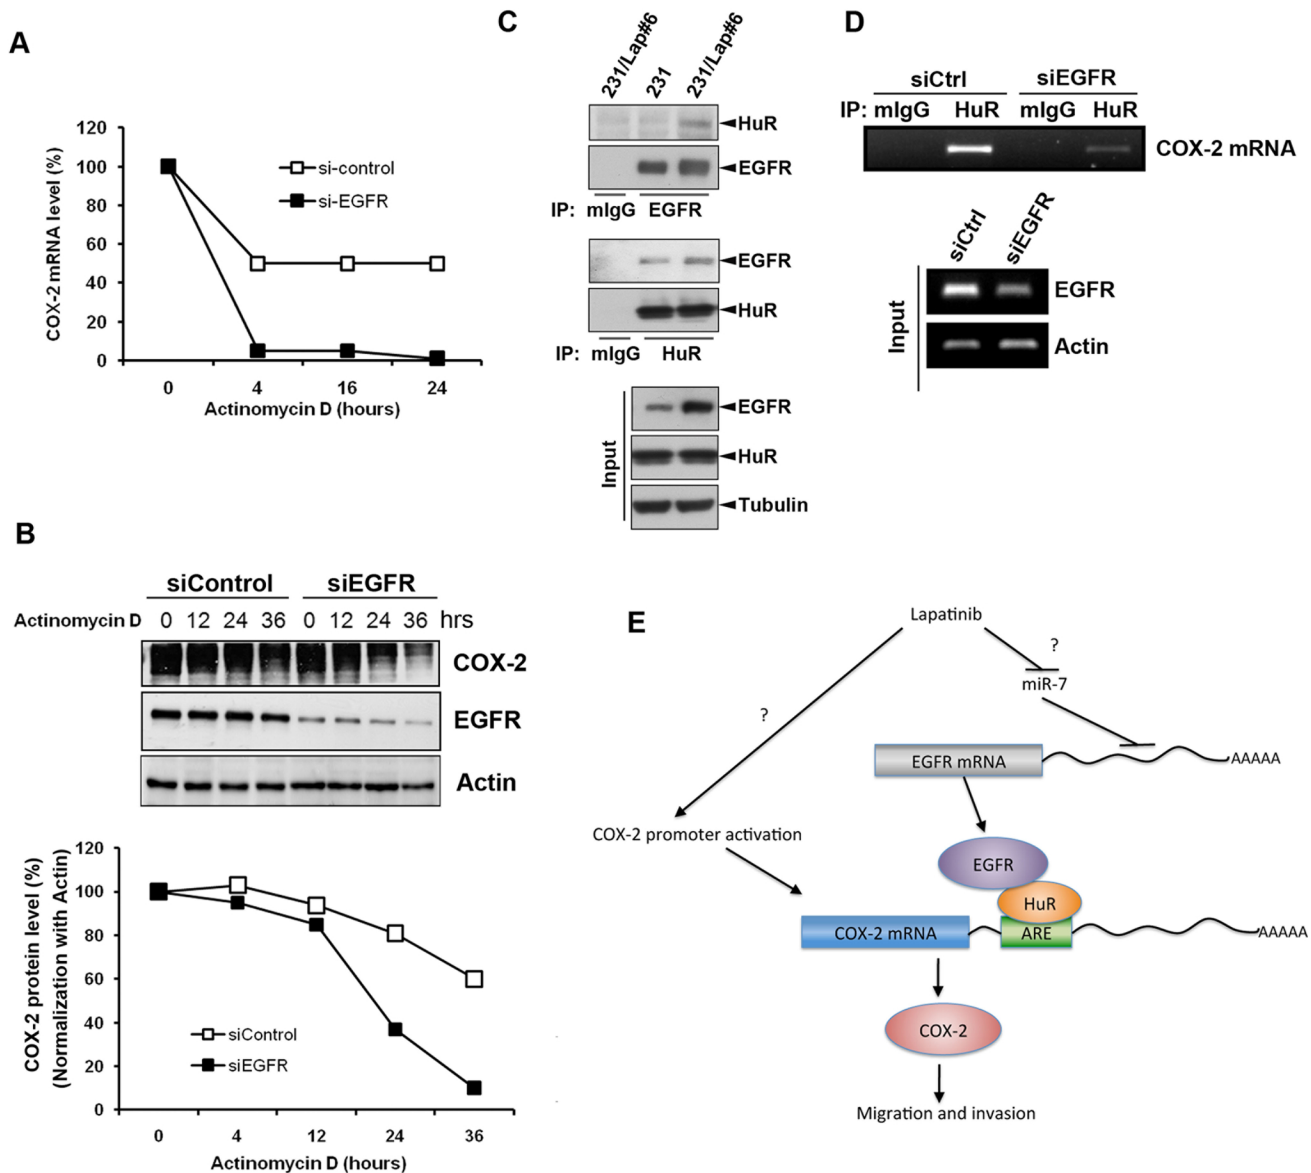 A
120
100
80
60
40
20
0
COX-2 mRNA level (%)
si-control
si-EGFR
0 4 16 24
Actinomycin D (hours)
B
siControl siEGFR
Actinomycin D 0 12 24 36 0 12 24 36 hrs
COX-2
EGFR
Actin
120
100
80
60
40
20
0
COX-2 protein level (%)
(Normalization with Actin)
siControl
siEGFR
0 4 12 24 36
Actinomycin D (hours)
C
231/Lap#6 231 231/Lap#6
HuR
EGFR
IP: mIgG EGFR
EGFR
HuR
IP: mIgG HuR
Input
EGFR
HuR
Tubulin
D
siCtrl siEGFR
IP: mIgG HuR mIgG HuR
COX-2 mRNA
siCtrl siEGFR
Input
EGFR
Actin
E
Lapatinib
?
miR-7
?
EGFR mRNA AAAAA
COX-2 promoter activation
EGFR
HuR
COX-2 mRNA ARE AAAAA
COX-2
Migration and invasion